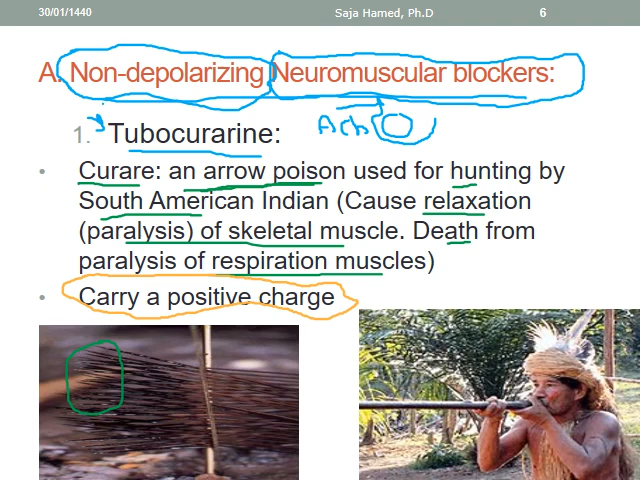 30/01/1440 Saja Hamed, Ph.D 6
A. Non-depolarizing Neuromuscular blockers:
1. Tubocurarine:
ACh
• Curare: an arrow poison used for hunting by
South American Indian (Cause relaxation
(paralysis) of skeletal muscle. Death from
paralysis of respiration muscles)
• Carry a positive charge